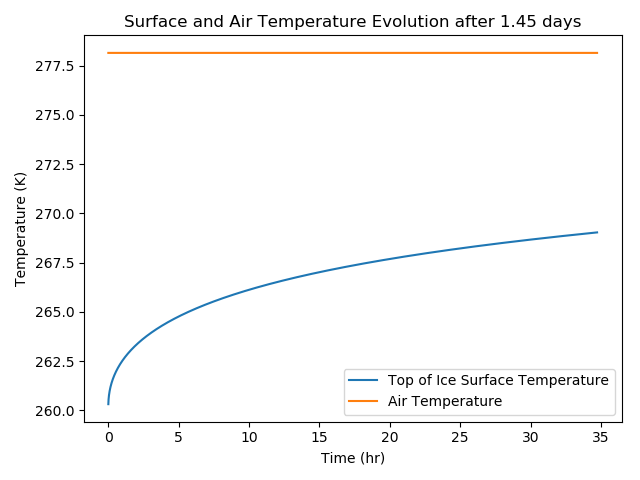 Surface and Air Temperature Evolution after 1.45 days
Temperature (K)
277.5
275.0
272.5
270.0
267.5
265.0
262.5
260.0
Top of Ice Surface Temperature
Air Temperature
0 5 10 15 20 25 30 35
Time (hr)